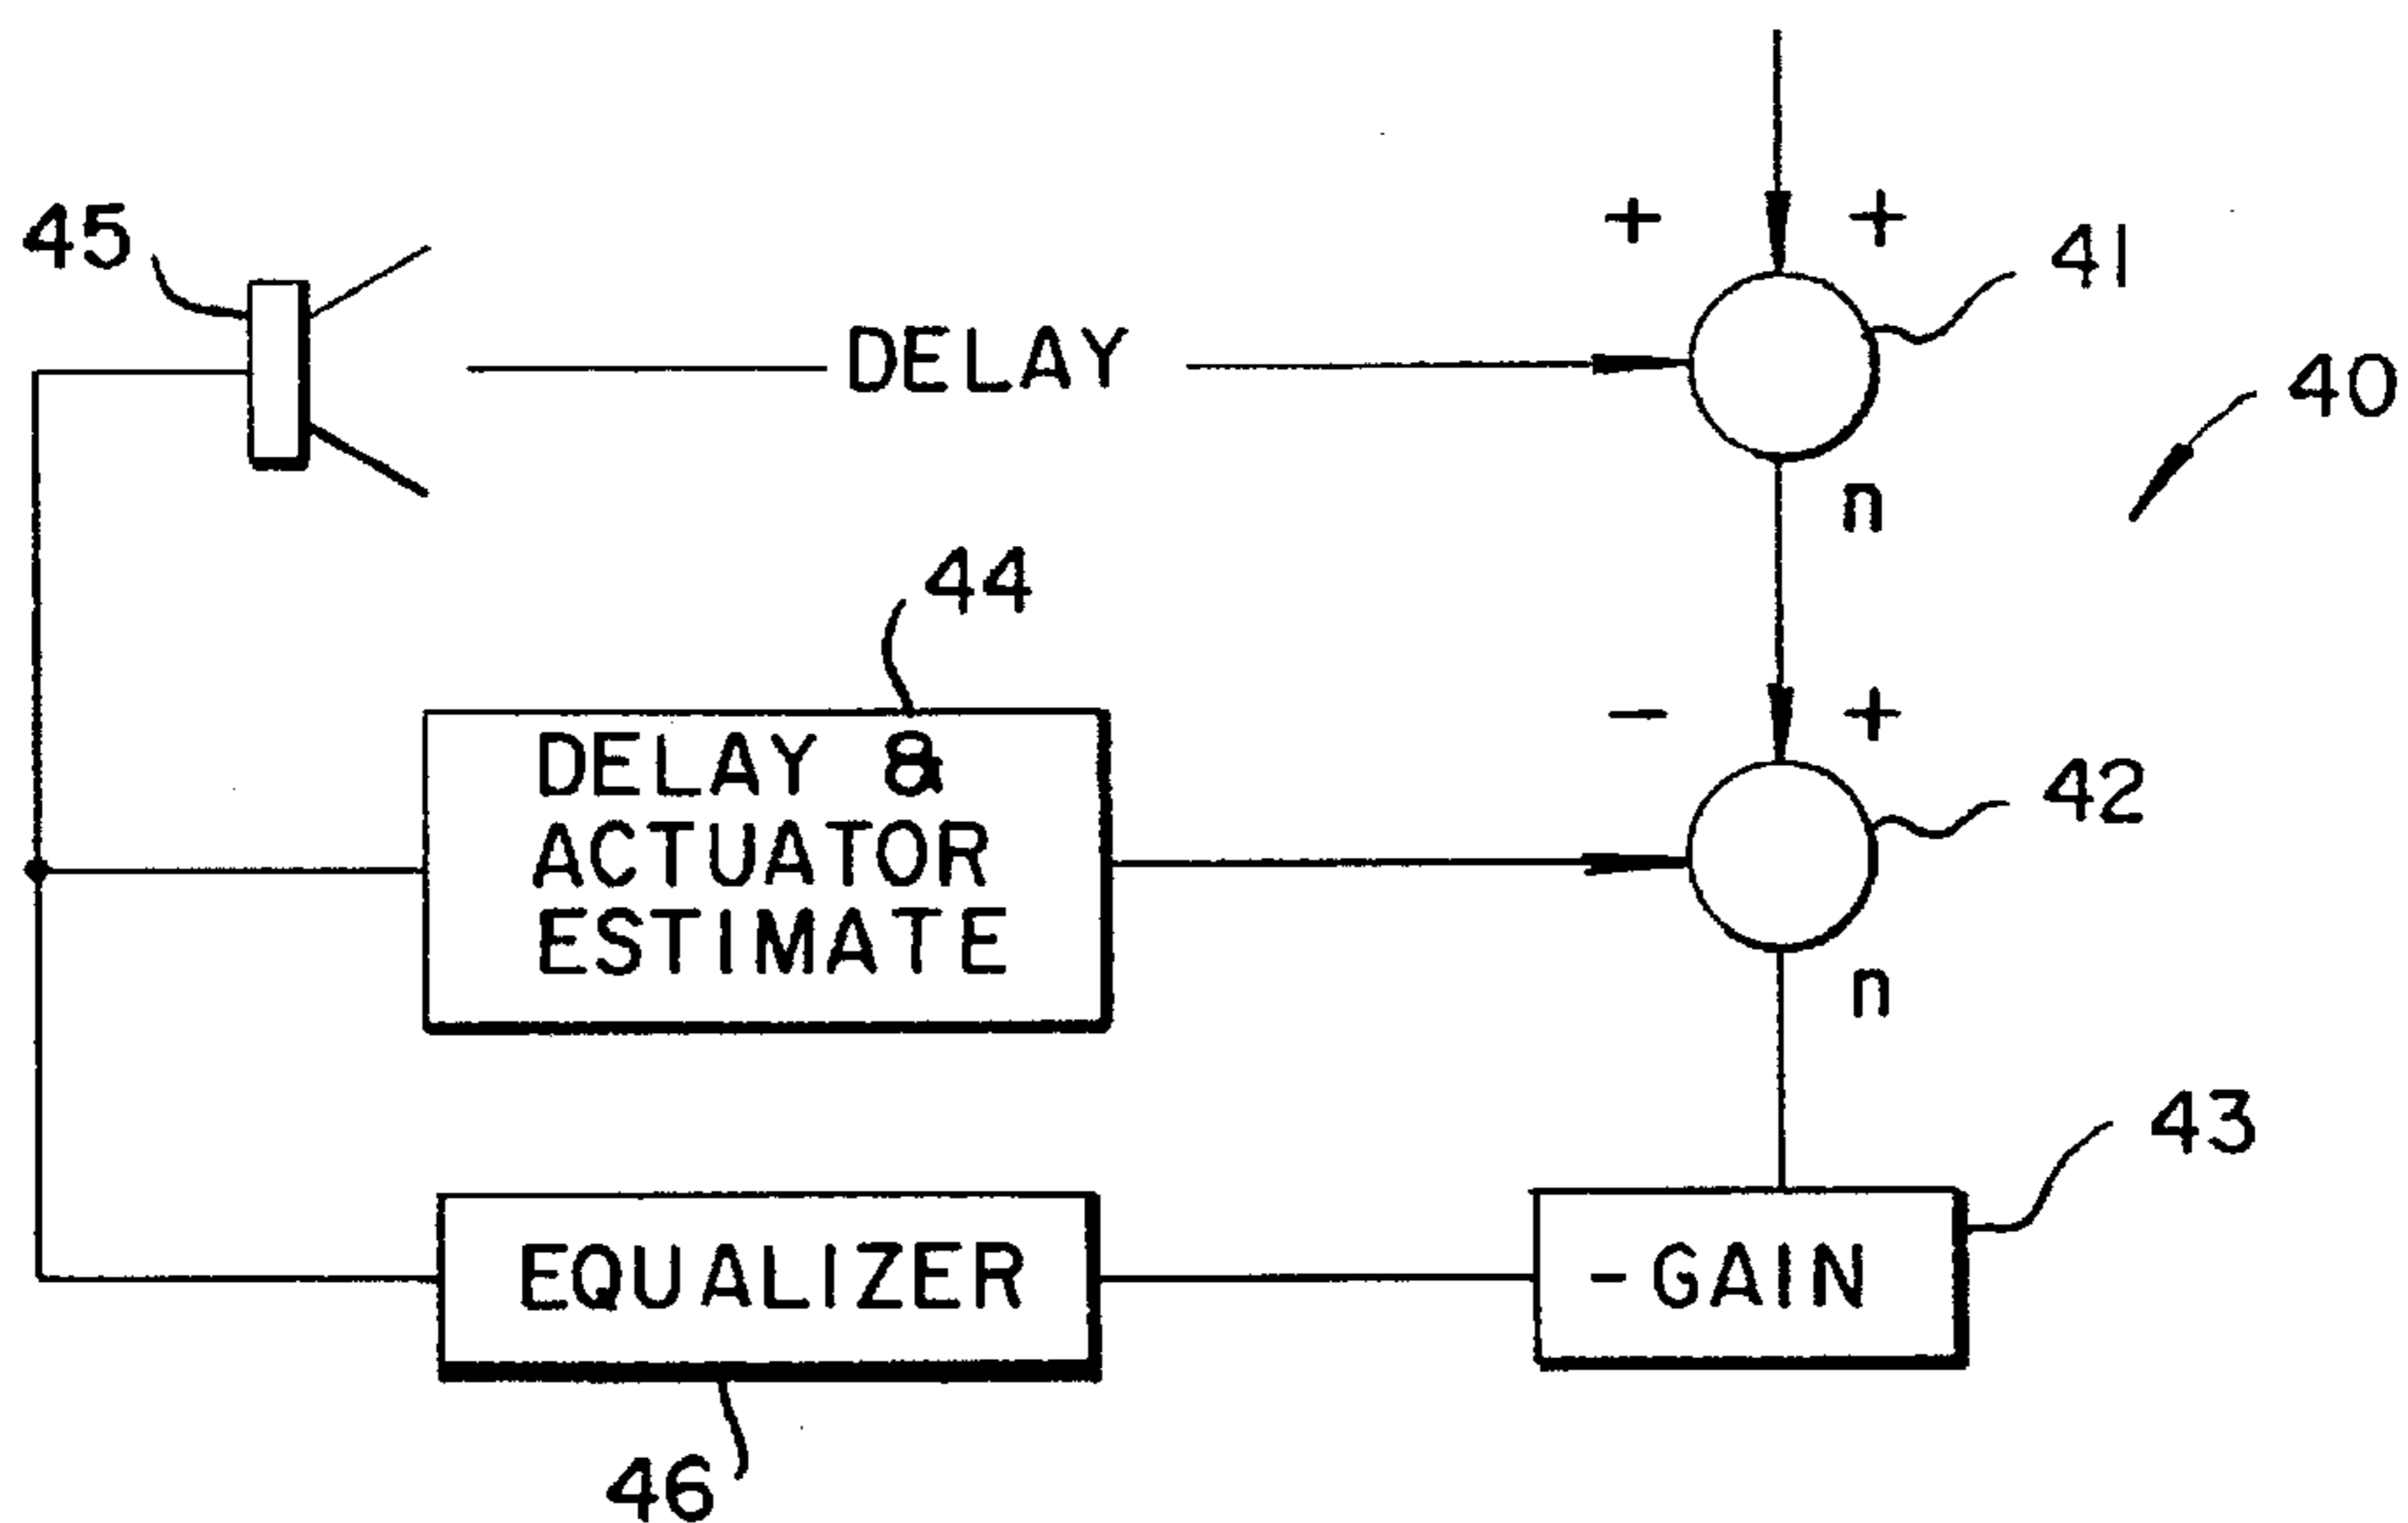 + +
45
41
DELAY
40
n
44
- +
DELAY &
ACTUATOR
ESTIMATE
42
n
43
EQUALIZER
-GAIN
46